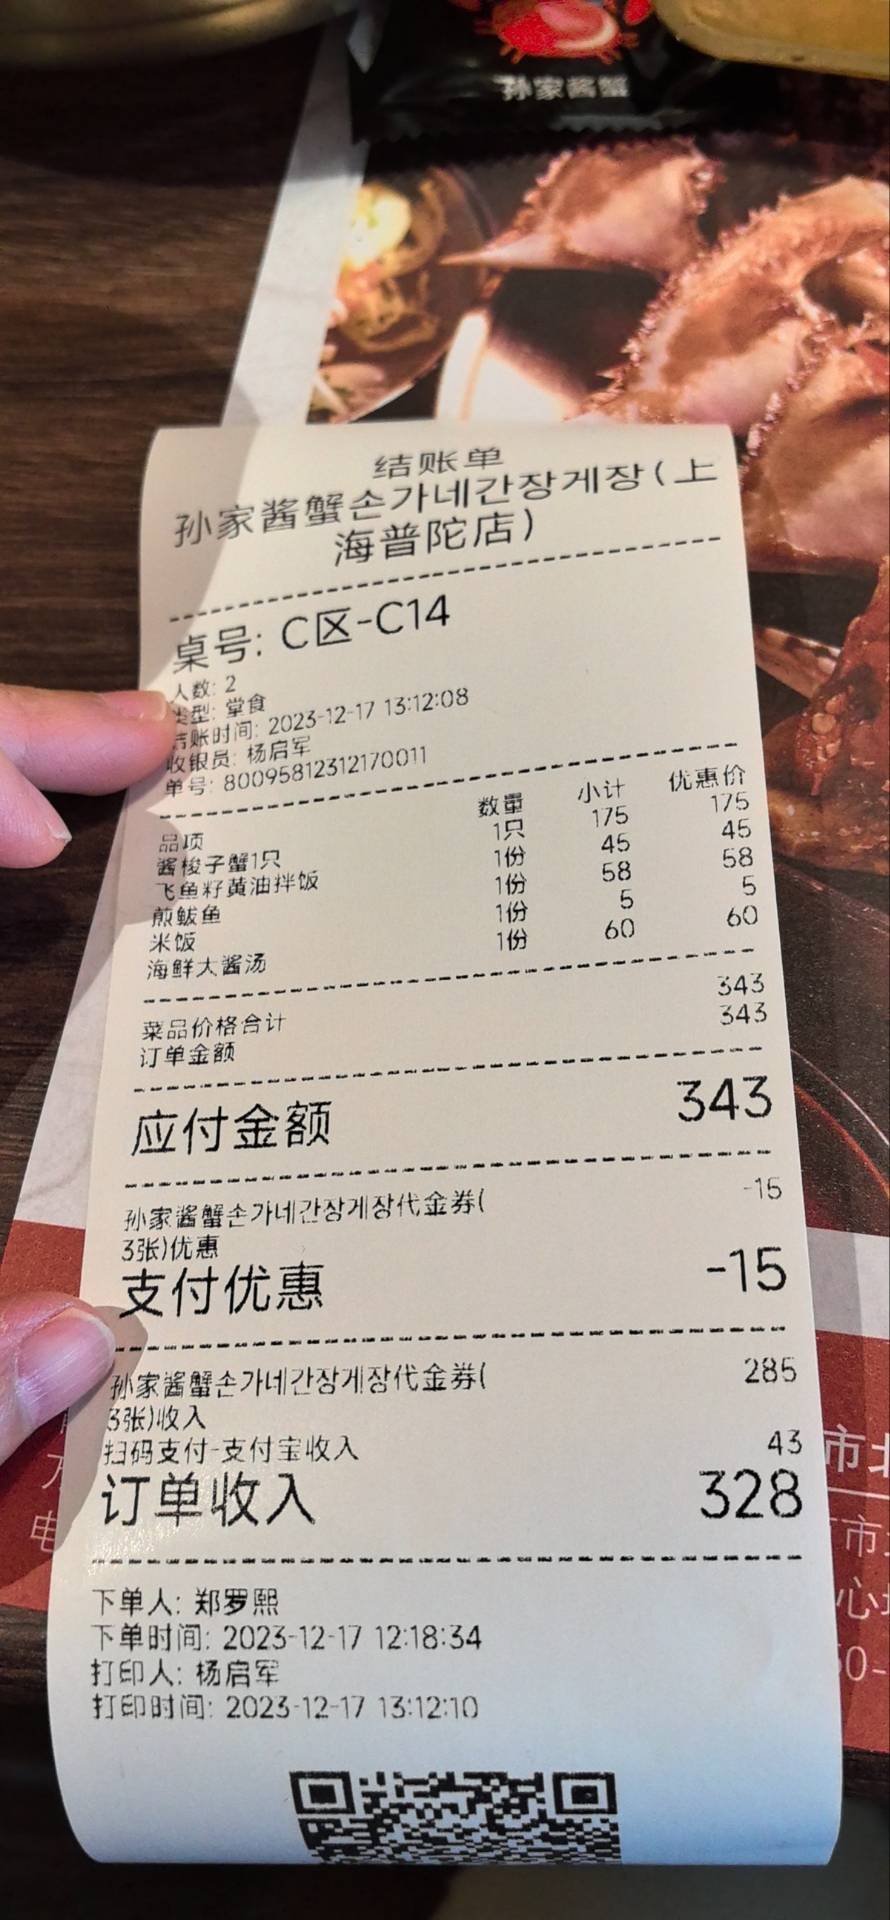 孙家酱蟹
结账单
孙家酱蟹손가네간장게장(上
海普陀店)
桌号: C区-C14
人数: 2
类型: 堂食
结账时间: 2023-12-17 13:12:08
收银员: 杨启军
单号: 80095812312170011
品项 数量 小计 优惠价
酱梭子蟹1只 1只 175 175
飞鱼籽黄油拌饭 1份 45 45
煎鲅鱼 1份 58 58
米饭 1份 5 5
海鲜大酱汤 1份 60 60
菜品价格合计 343
订单金额 343
应付金额 343
孙家酱蟹손가네간장게장代金券( -15
3张)优惠
支付优惠 -15
孙家酱蟹손가네간장게장代金券( 285
3张)收入
扫码支付-支付宝收入 43
订单收入 328
下单人: 郑罗熙
下单时间: 2023-12-17 12:18:34
打印人: 杨启军
打印时间: 2023-12-17 13:12:10
市北
市
心
0-
电